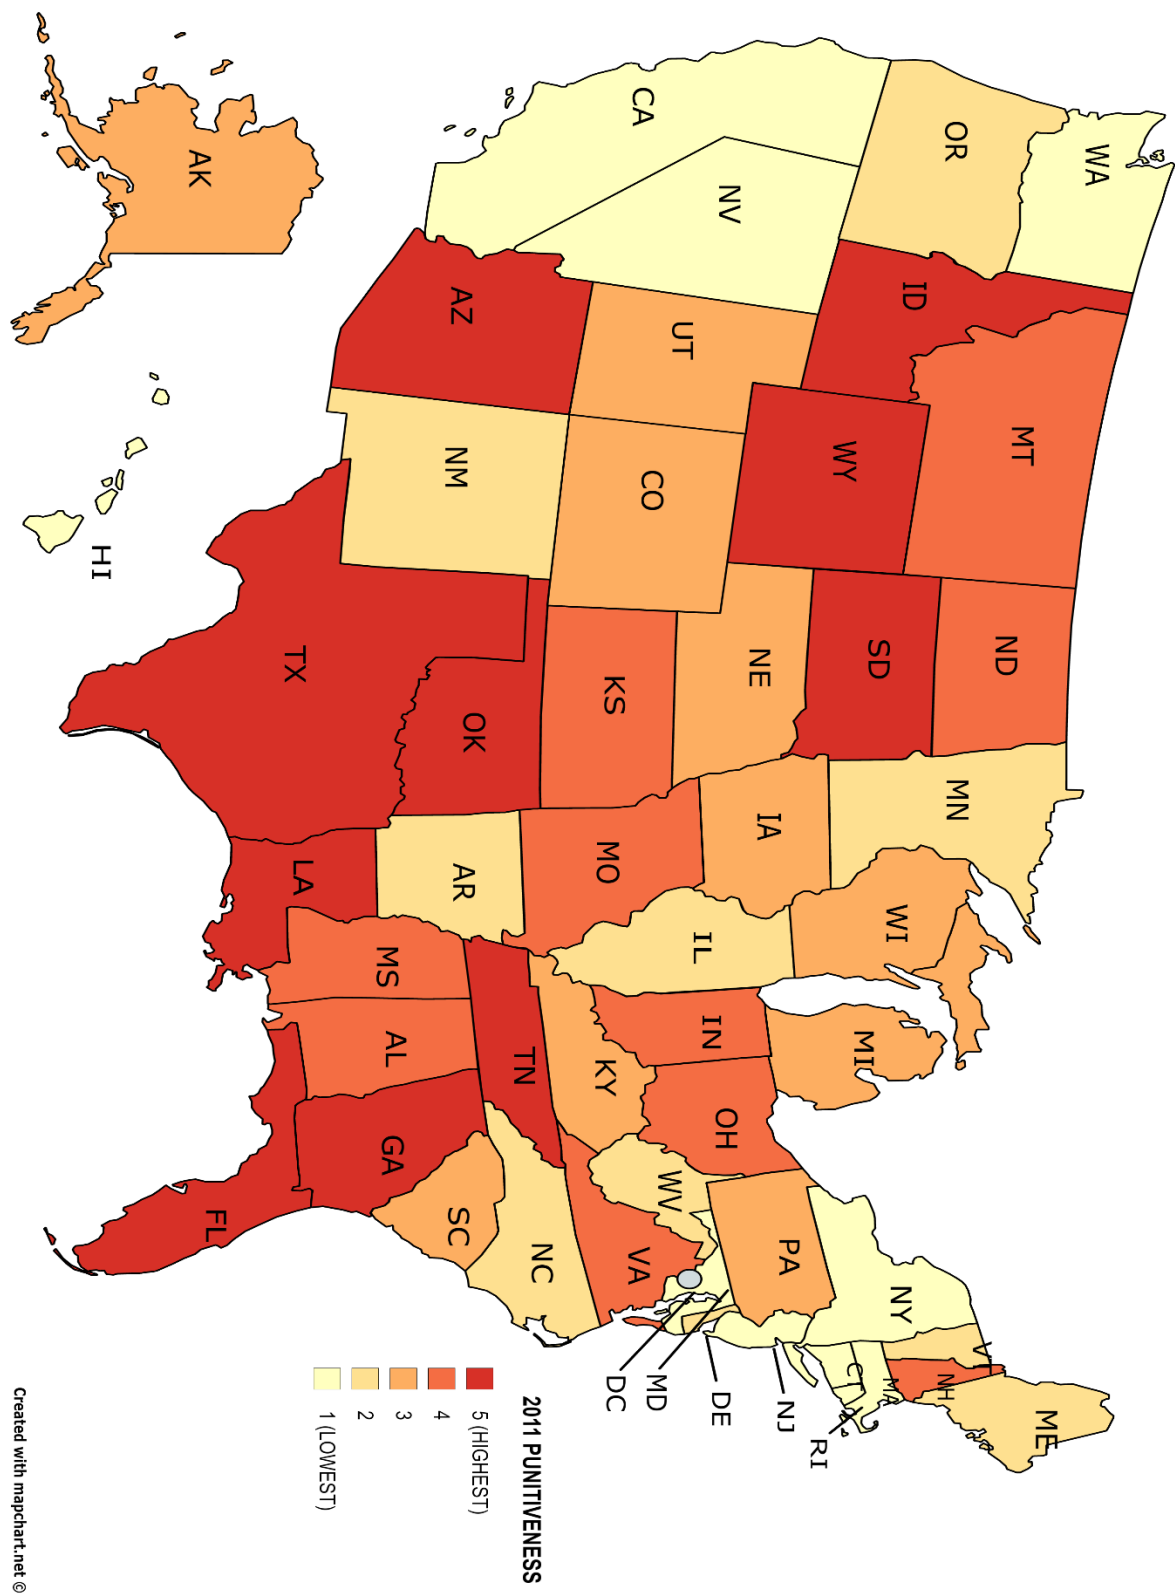 WA
OR
CA
NV
ID
MT
WY
UT
AZ
CO
NM
ND
SD
NE
KS
OK
TX
MN
IA
MO
AR
LA
WI
IL
MS
MI
IN
KY
TN
AL
OH
GA
FL
SC
NC
VA
WV
PA
NY
VT
NH
ME
MA
CT
RI
NJ
DE
MD
DC
AK
HI
2011 PUNITIVENESS
5 (HIGHEST)
4
3
2
1 (LOWEST)
Created with mapchart.net ©